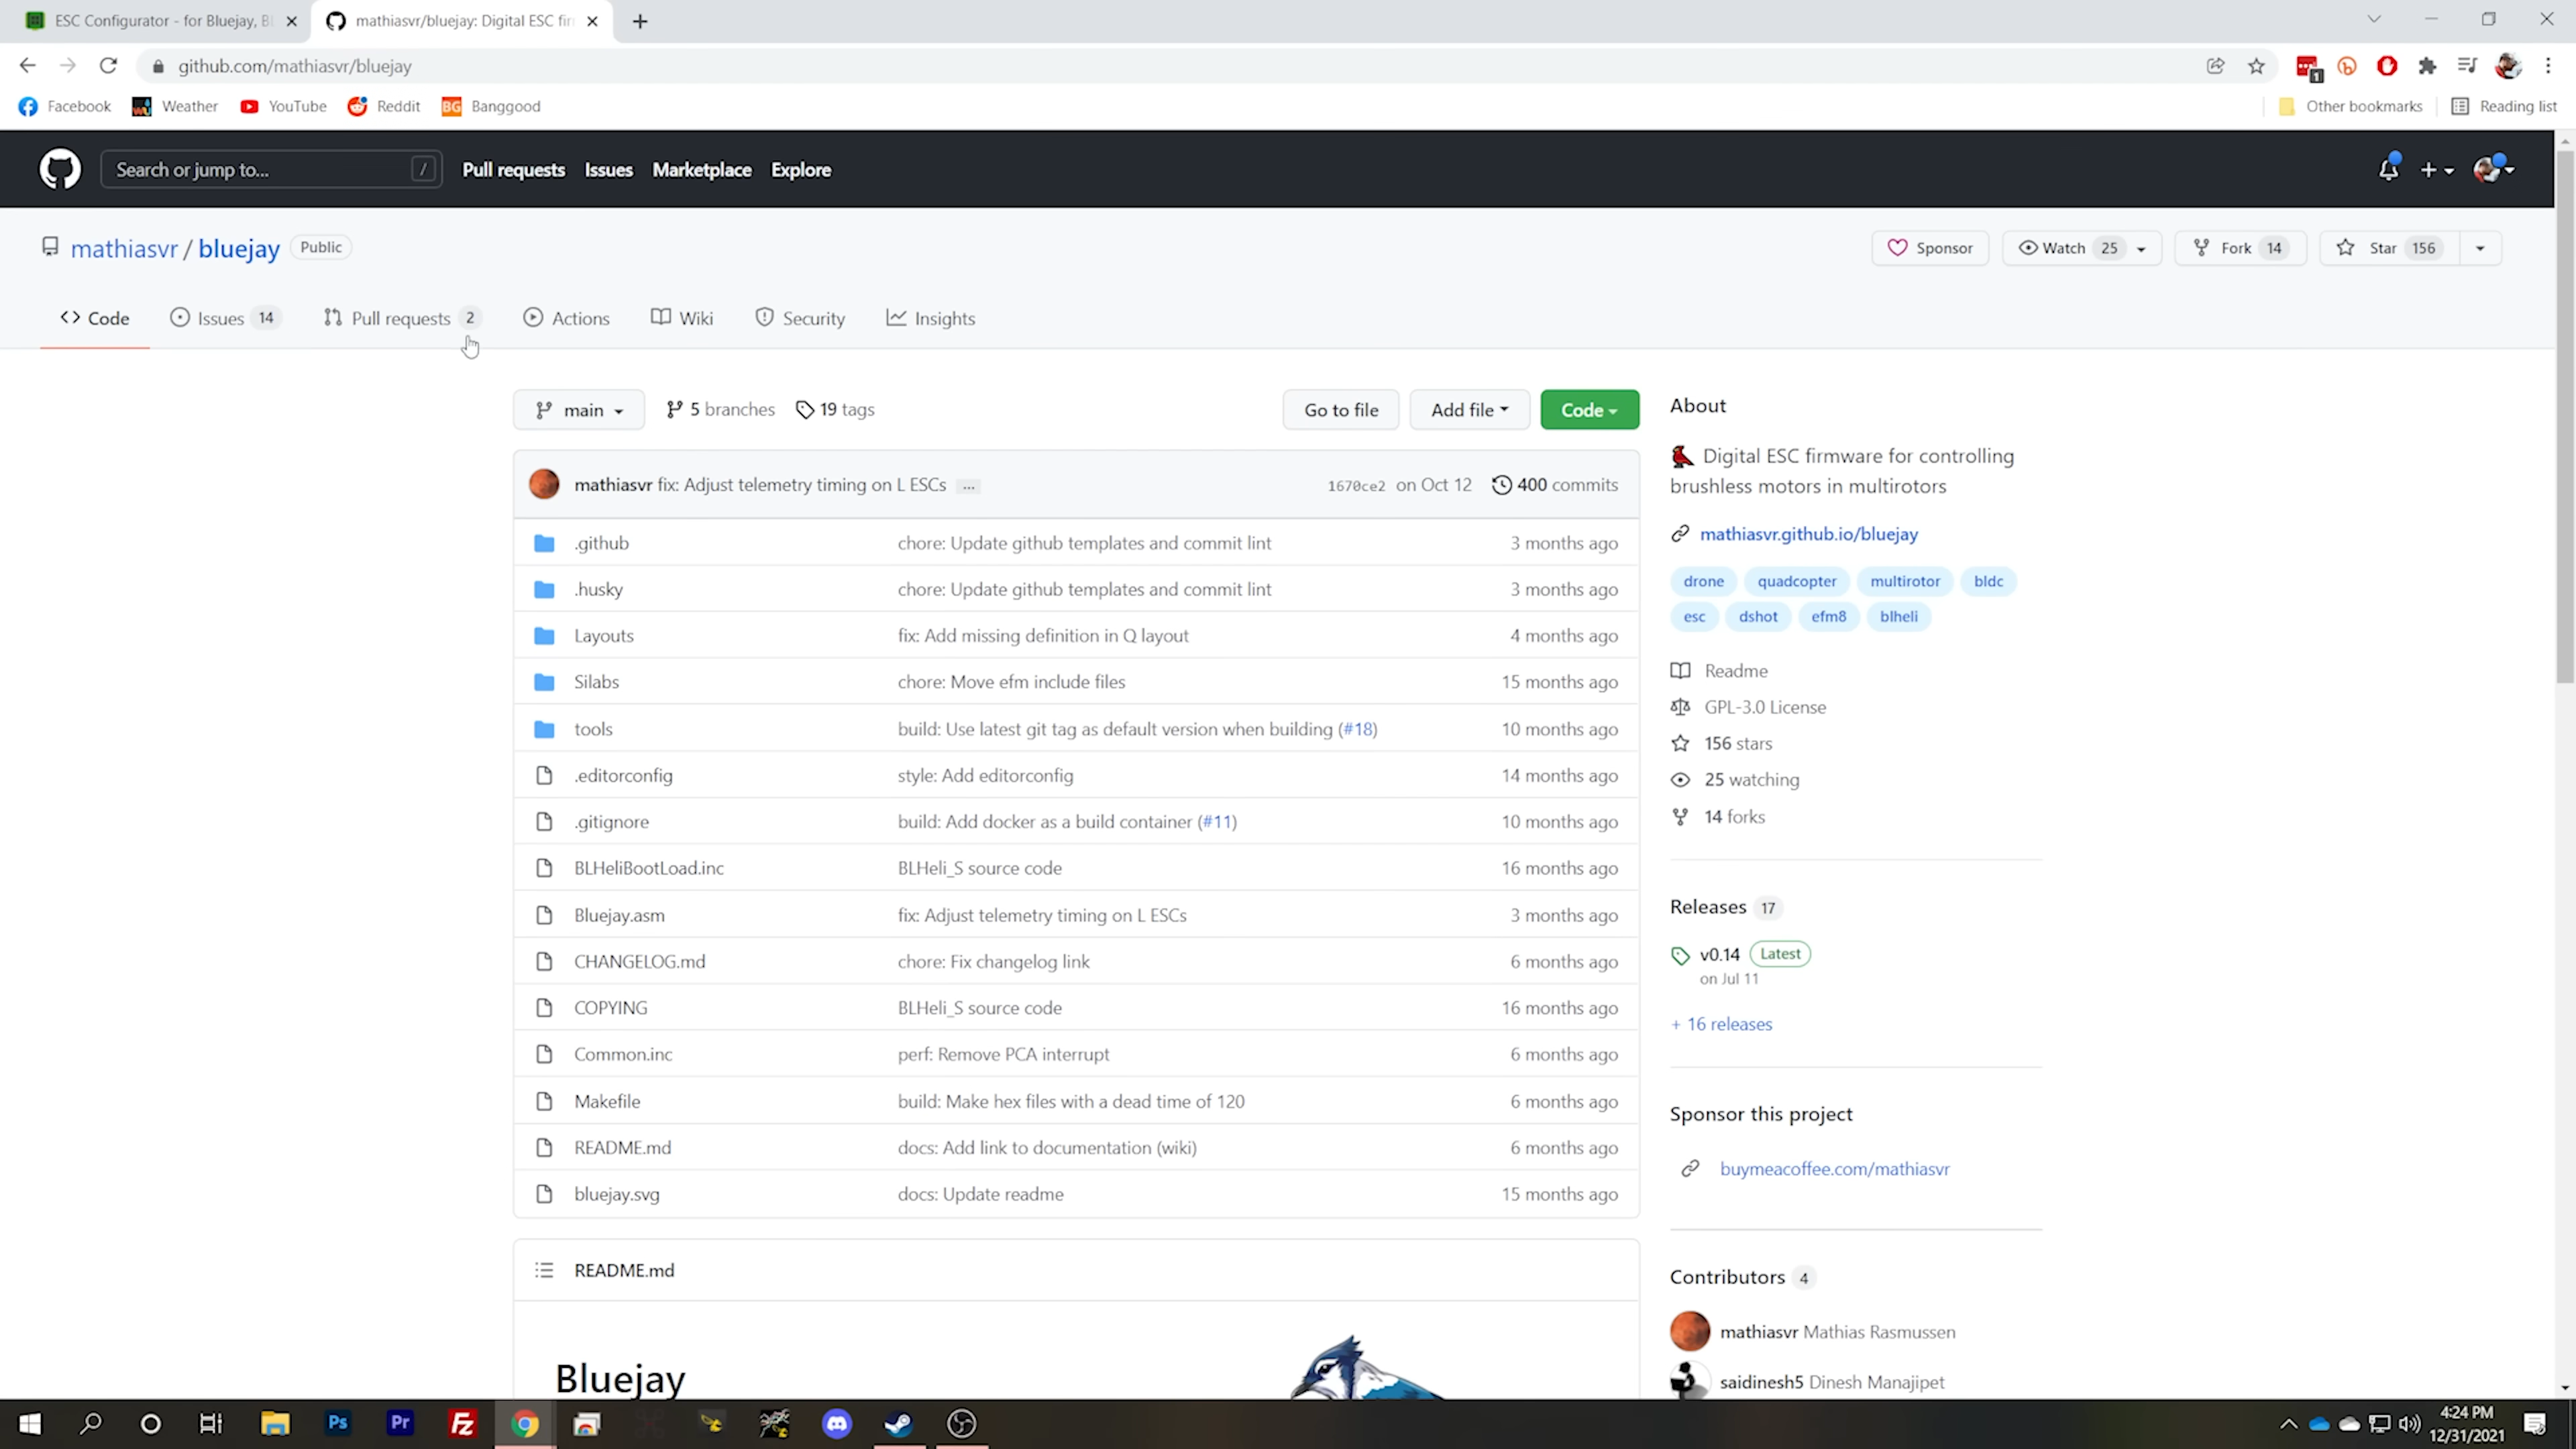 ESC Configurator - for Bluejay, BL
mathiasvr/bluejay: Digital ESC firm
github.com/mathiasvr/bluejay
1
Facebook Weather YouTube Reddit BG Banggood Other bookmarks Reading list
Search or jump to... / Pull requests Issues Marketplace Explore
mathiasvr / bluejay Public Sponsor Watch 25 Fork 14 Star 156
Code Issues 14 Pull requests 2 Actions Wiki Security Insights
main 5 branches 19 tags Go to file Add file Code
mathiasvr fix: Adjust telemetry timing on L ESCs ... 1670ce2 on Oct 12 400 commits
.github chore: Update github templates and commit lint 3 months ago
.husky chore: Update github templates and commit lint 3 months ago
Layouts fix: Add missing definition in Q layout 4 months ago
Silabs chore: Move efm include files 15 months ago
tools build: Use latest git tag as default version when building (#18) 10 months ago
.editorconfig style: Add editorconfig 14 months ago
.gitignore build: Add docker as a build container (#11) 10 months ago
BLHeliBootLoad.inc BLHeli_S source code 16 months ago
Bluejay.asm fix: Adjust telemetry timing on L ESCs 3 months ago
CHANGELOG.md chore: Fix changelog link 6 months ago
COPYING BLHeli_S source code 16 months ago
Common.inc perf: Remove PCA interrupt 6 months ago
Makefile build: Make hex files with a dead time of 120 6 months ago
README.md docs: Add link to documentation (wiki) 6 months ago
bluejay.svg docs: Update readme 15 months ago
README.md
Bluejay
About
Digital ESC firmware for controlling
brushless motors in multirotors
mathiasvr.github.io/bluejay
drone quadcopter multirotor bldc
esc dshot efm8 blheli
Readme
GPL-3.0 License
156 stars
25 watching
14 forks
Releases 17
v0.14 Latest
on Jul 11
+ 16 releases
Sponsor this project
buymeacoffee.com/mathiasvr
Contributors 4
mathiasvr Mathias Rasmussen
saidinesh5 Dinesh Manajipet
Ps Pr Fz
4:24 PM
12/31/2021